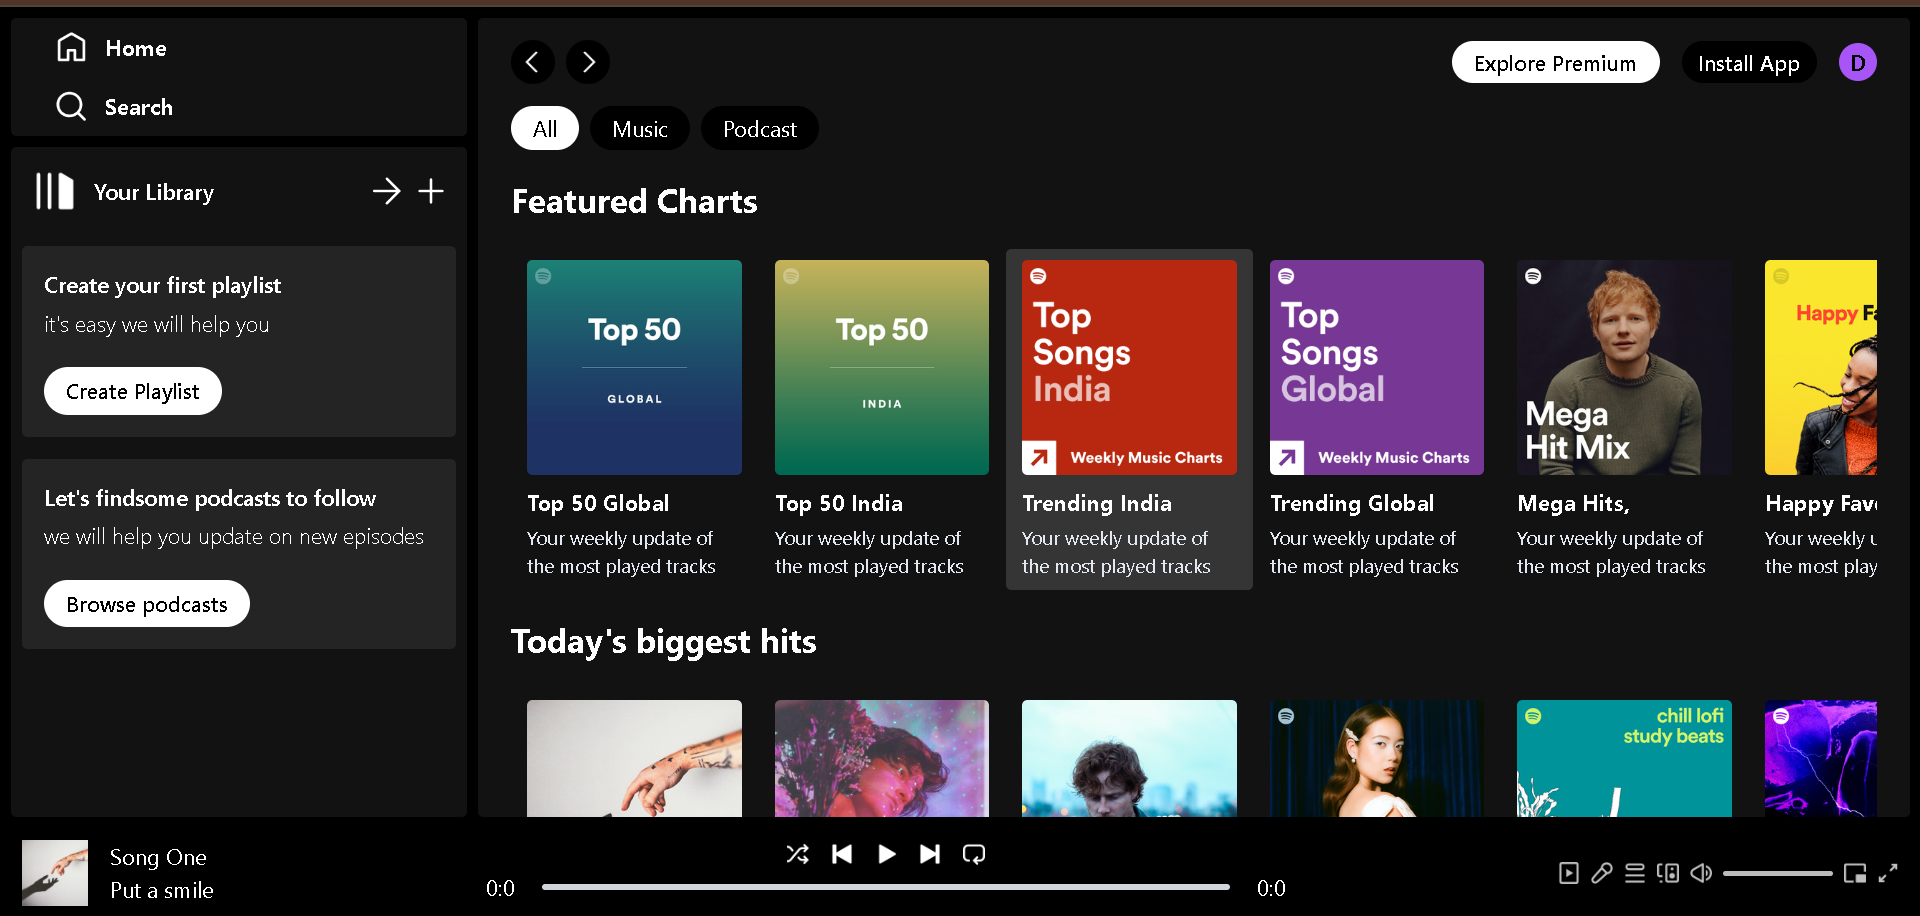 Home
Search
Your Library
Create your first playlist
it's easy we will help you
Create Playlist
Let's findsome podcasts to follow
we will help you update on new episodes
Browse podcasts
Explore Premium
Install App
D
All
Music
Podcast
Featured Charts
Top 50
GLOBAL
Top 50 Global
Your weekly update of
the most played tracks
Top 50
INDIA
Top 50 India
Your weekly update of
the most played tracks
Top
Songs
India
Weekly Music Charts
Trending India
Your weekly update of
the most played tracks
Top
Songs
Global
Weekly Music Charts
Trending Global
Your weekly update of
the most played tracks
Mega
Hit Mix
Mega Hits,
Your weekly update of
the most played tracks
Happy
Happy
Your weekly
the most
Today's biggest hits
chill lofi
study beats
Song One
Put a smile
0:0
0:0